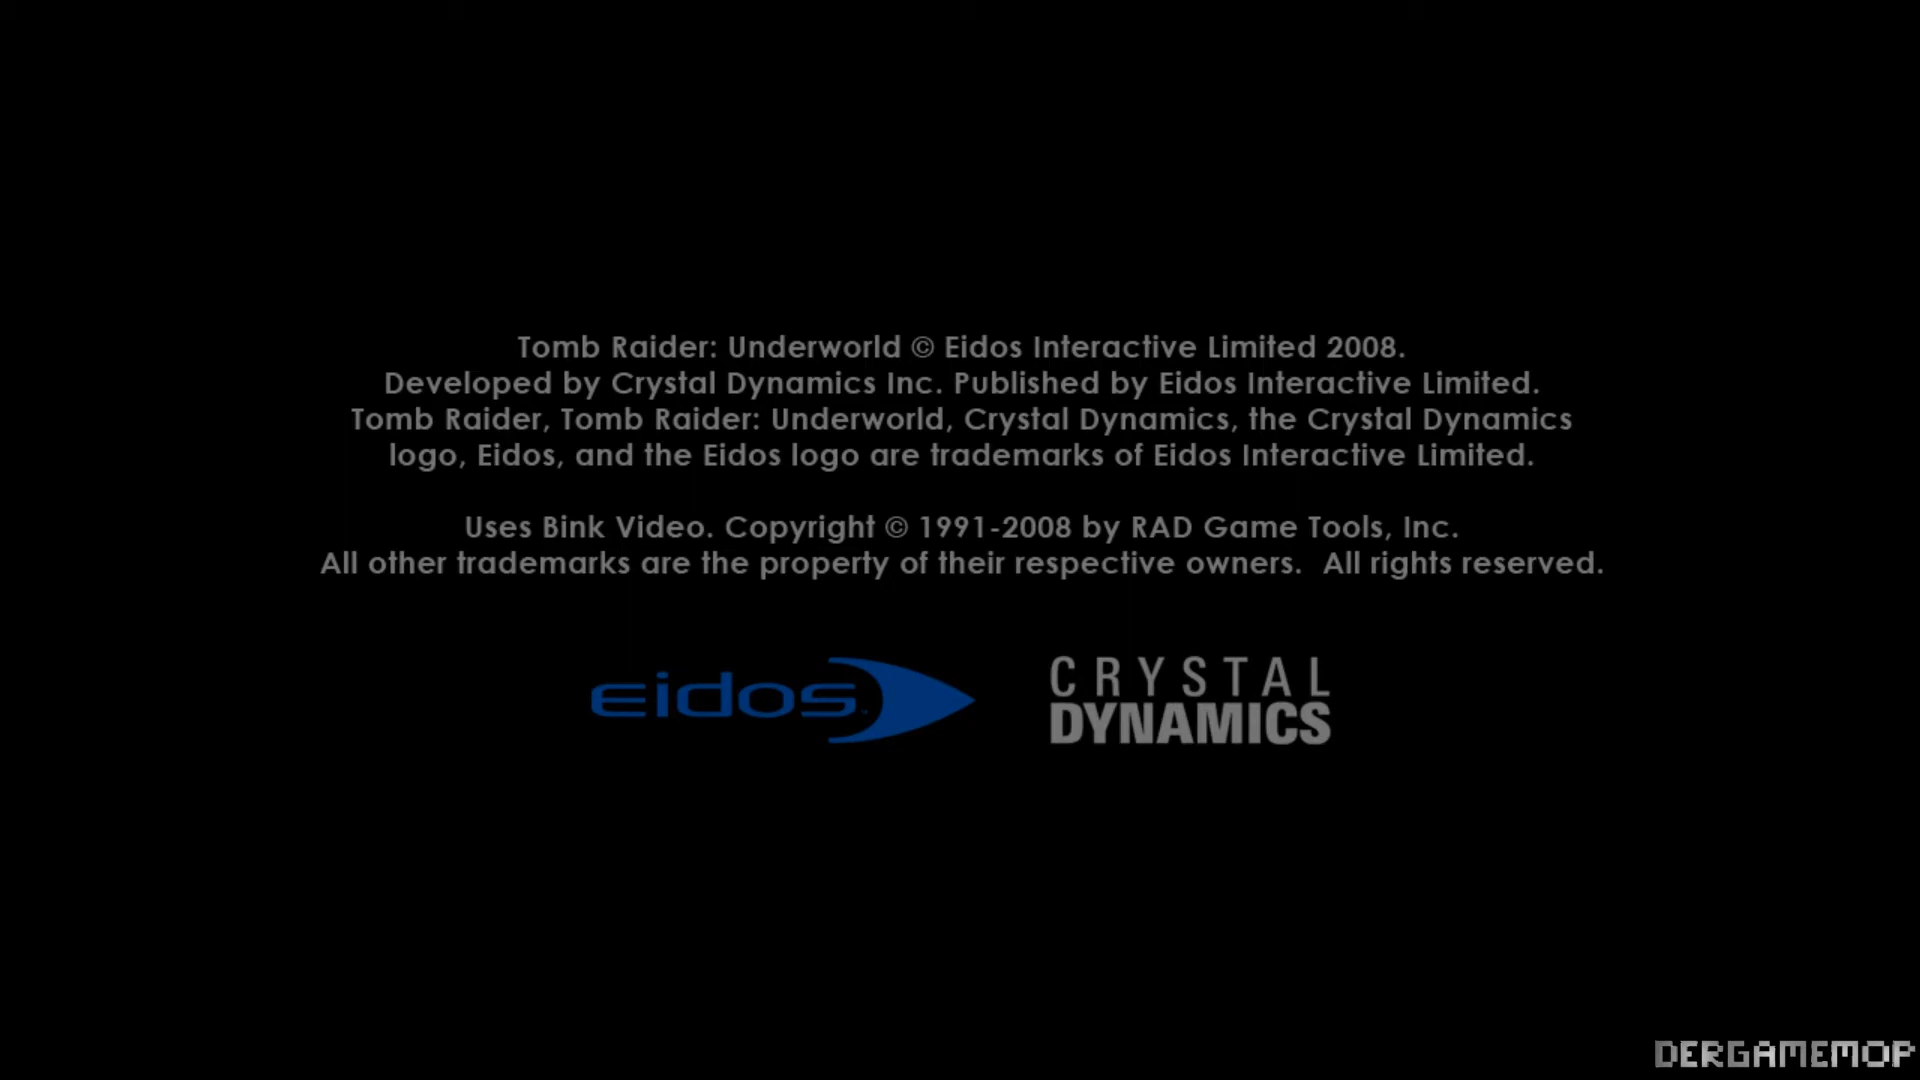 Tomb Raider: Underworld © Eidos Interactive Limited 2008.
Developed by Crystal Dynamics Inc. Published by Eidos Interactive Limited.
Tomb Raider, Tomb Raider: Underworld, Crystal Dynamics, the Crystal Dynamics
logo, Eidos, and the Eidos logo are trademarks of Eidos Interactive Limited.
Uses Bink Video. Copyright © 1991-2008 by RAD Game Tools, Inc.
All other trademarks are the property of their respective owners.  All rights reserved.
eidos™
CRYSTAL
DYNAMICS
DERGAMEMOP